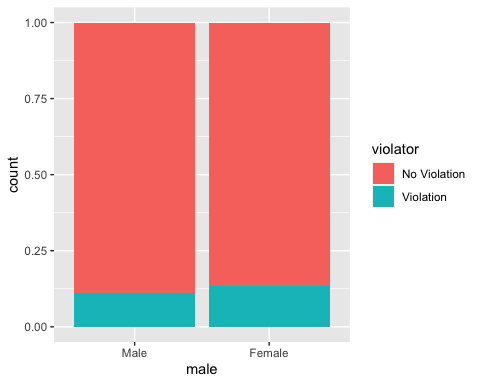 1.00
0.75
0.50
0.25
0.00
count
Male Female
male
violator
No Violation
Violation